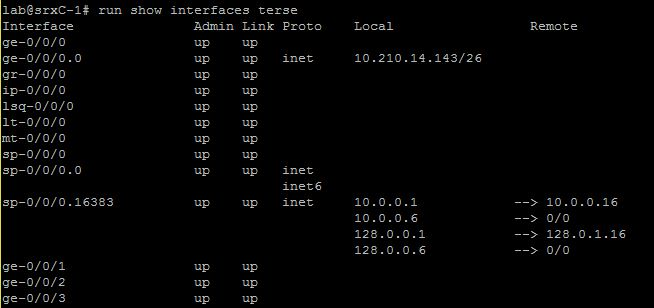 lab@srxC-1# run show interfaces terse
Interface Admin Link Proto Local Remote
ge-0/0/0 up up
ge-0/0/0.0 up up inet 10.210.14.143/26
gr-0/0/0 up up
ip-0/0/0 up up
lsq-0/0/0 up up
lt-0/0/0 up up
mt-0/0/0 up up
sp-0/0/0 up up
sp-0/0/0.0 up up inet
inet6
sp-0/0/0.16383 up up inet 10.0.0.1 --> 10.0.0.16
10.0.0.6 --> 0/0
128.0.0.1 --> 128.0.1.16
128.0.0.6 --> 0/0
ge-0/0/1 up up
ge-0/0/2 up up
ge-0/0/3 up up